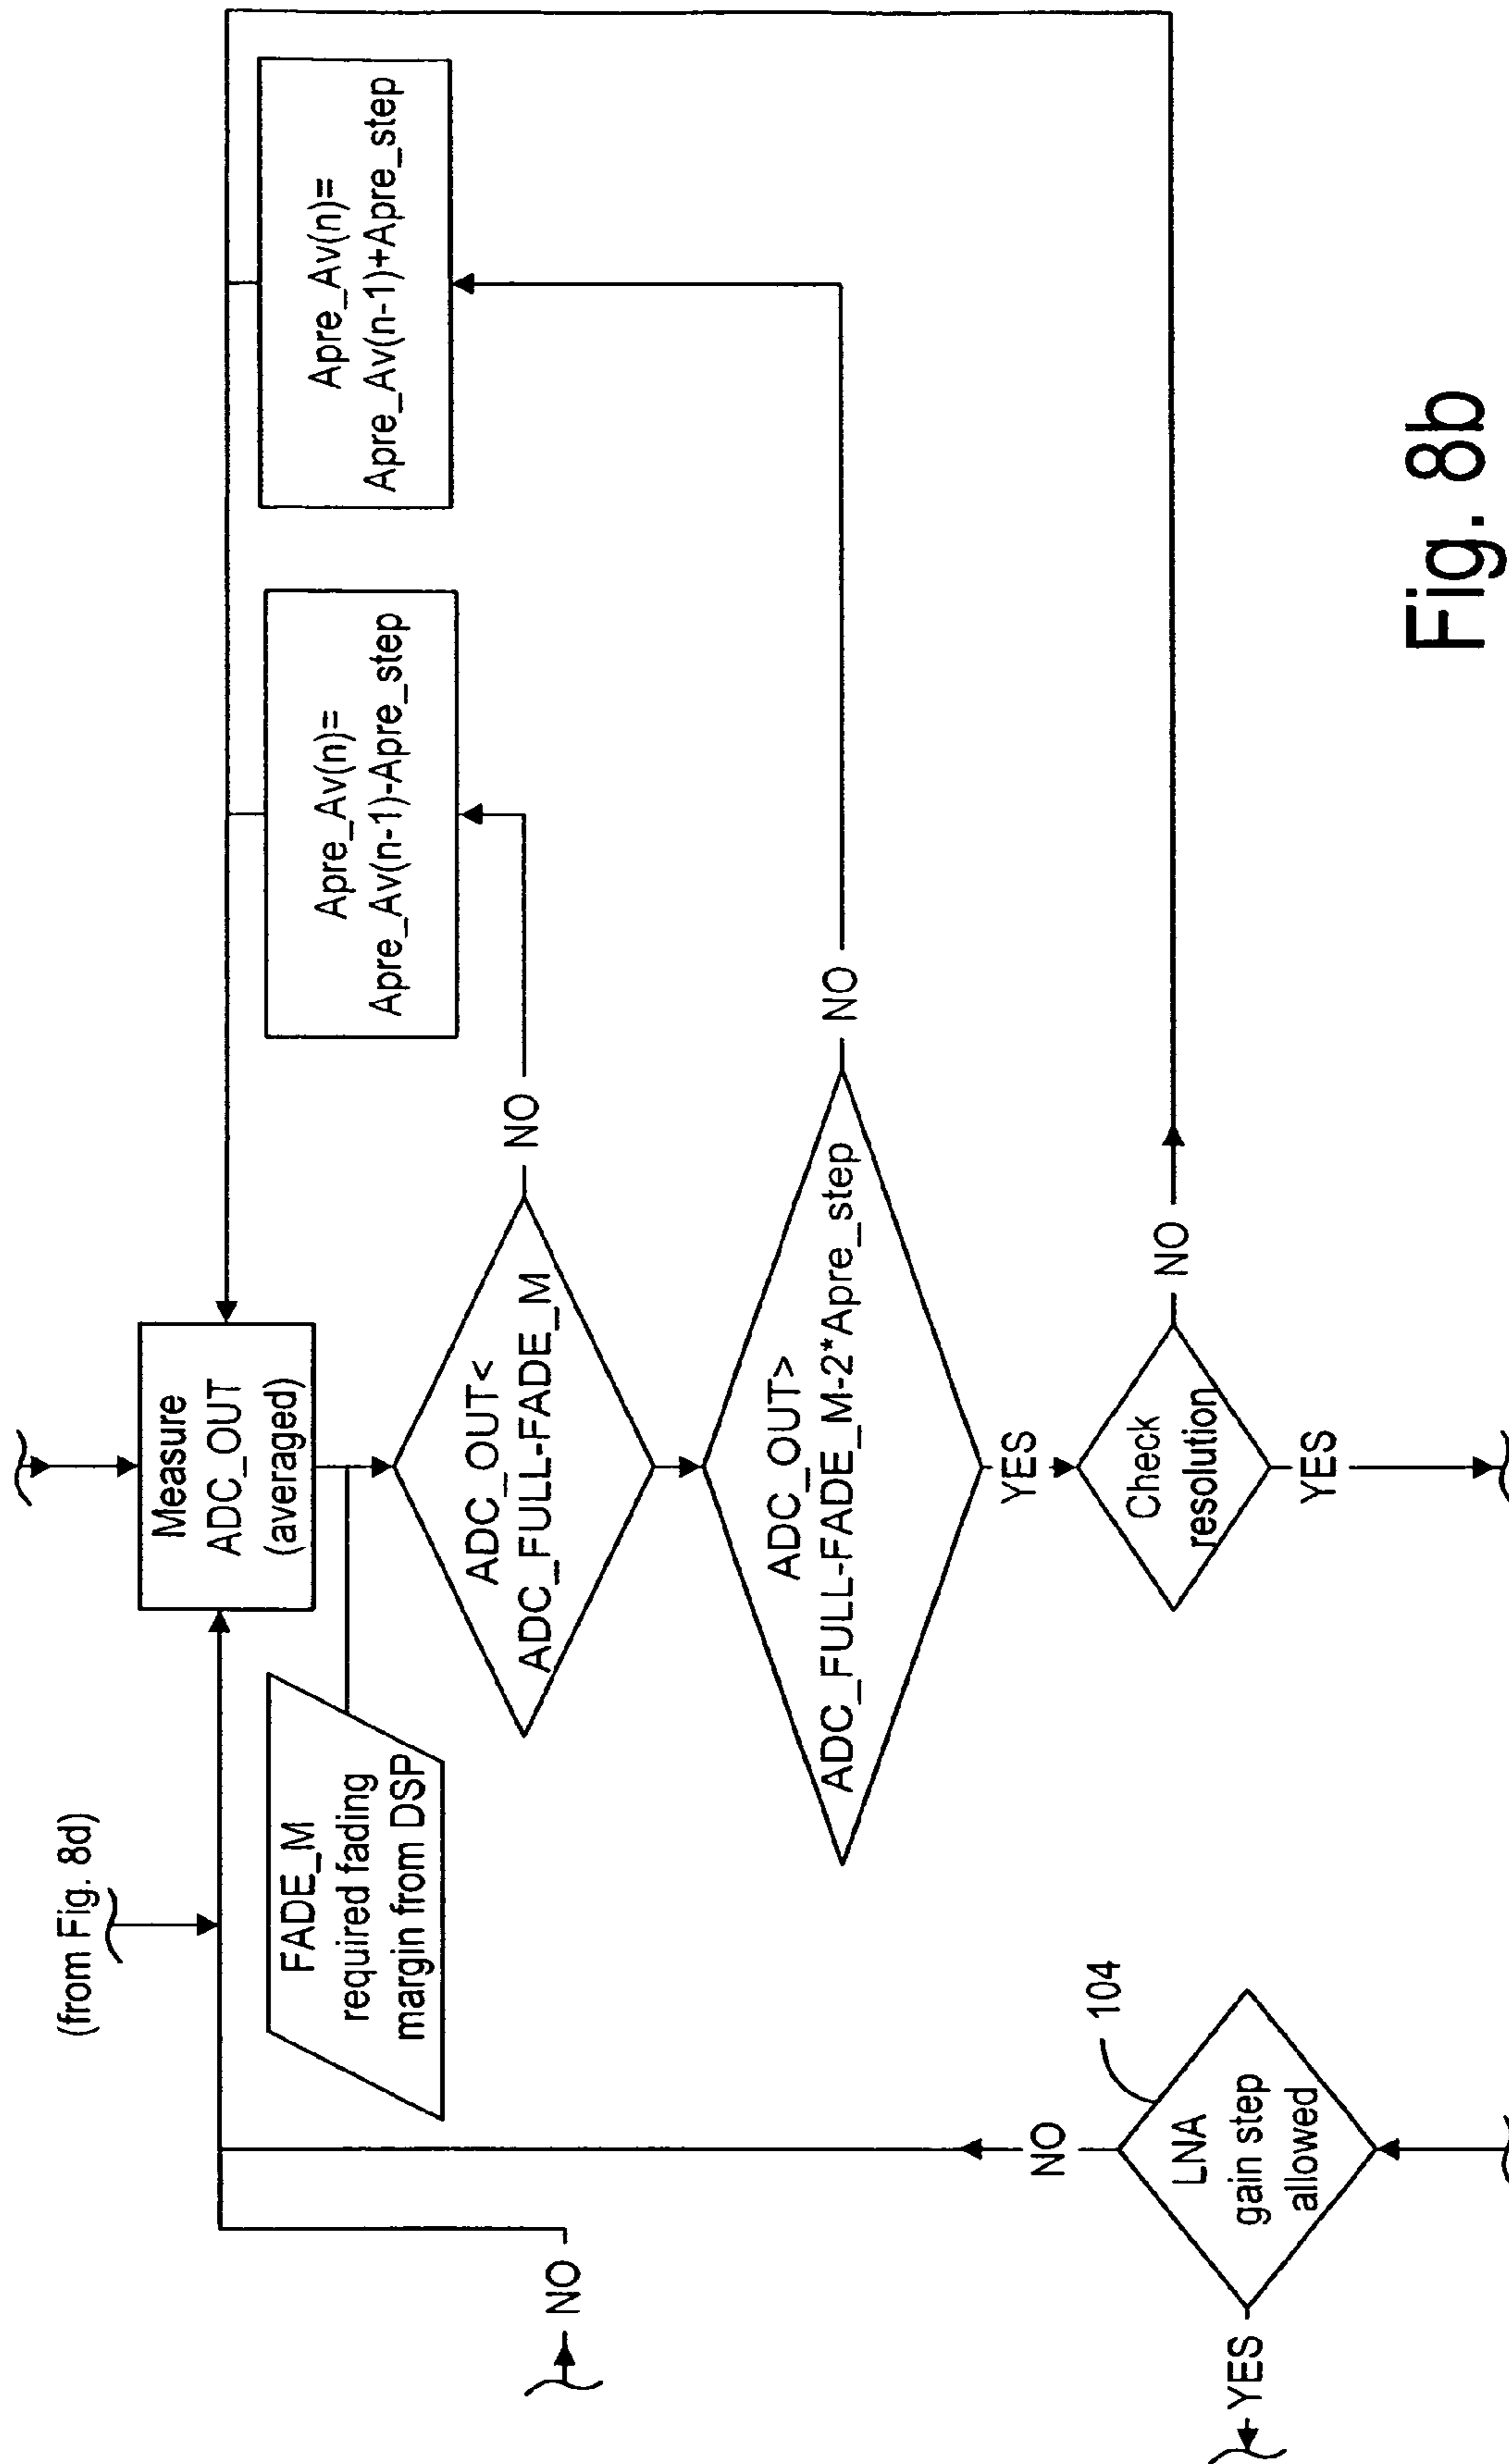 (from Fig. 8d)
Measure
ADC_OUT
(averaged)
FADE_M
required fading
margin from DSP
ADC_OUT<
ADC_FULL-FADE_M
NO
Apre_Av(n)=
Apre_Av(n-1)-Apre_step
Apre_Av(n)=
Apre_Av(n-1)+Apre_step
NO
ADC_OUT>
ADC_FULL-FADE_M-2*Apre_step
NO
YES
Check
resolution
NO
YES
NO
104
LNA
gain step
allowed
YES
Fig. 8b